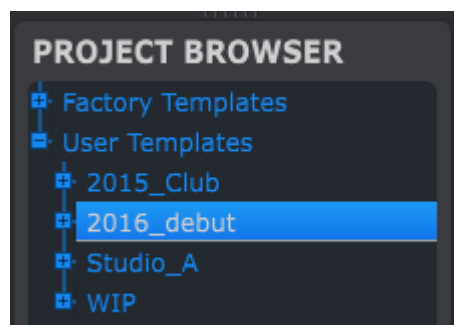 PROJECT BROWSER
Factory Templates
User Templates
2015_Club
2016_debut
Studio_A
WIP